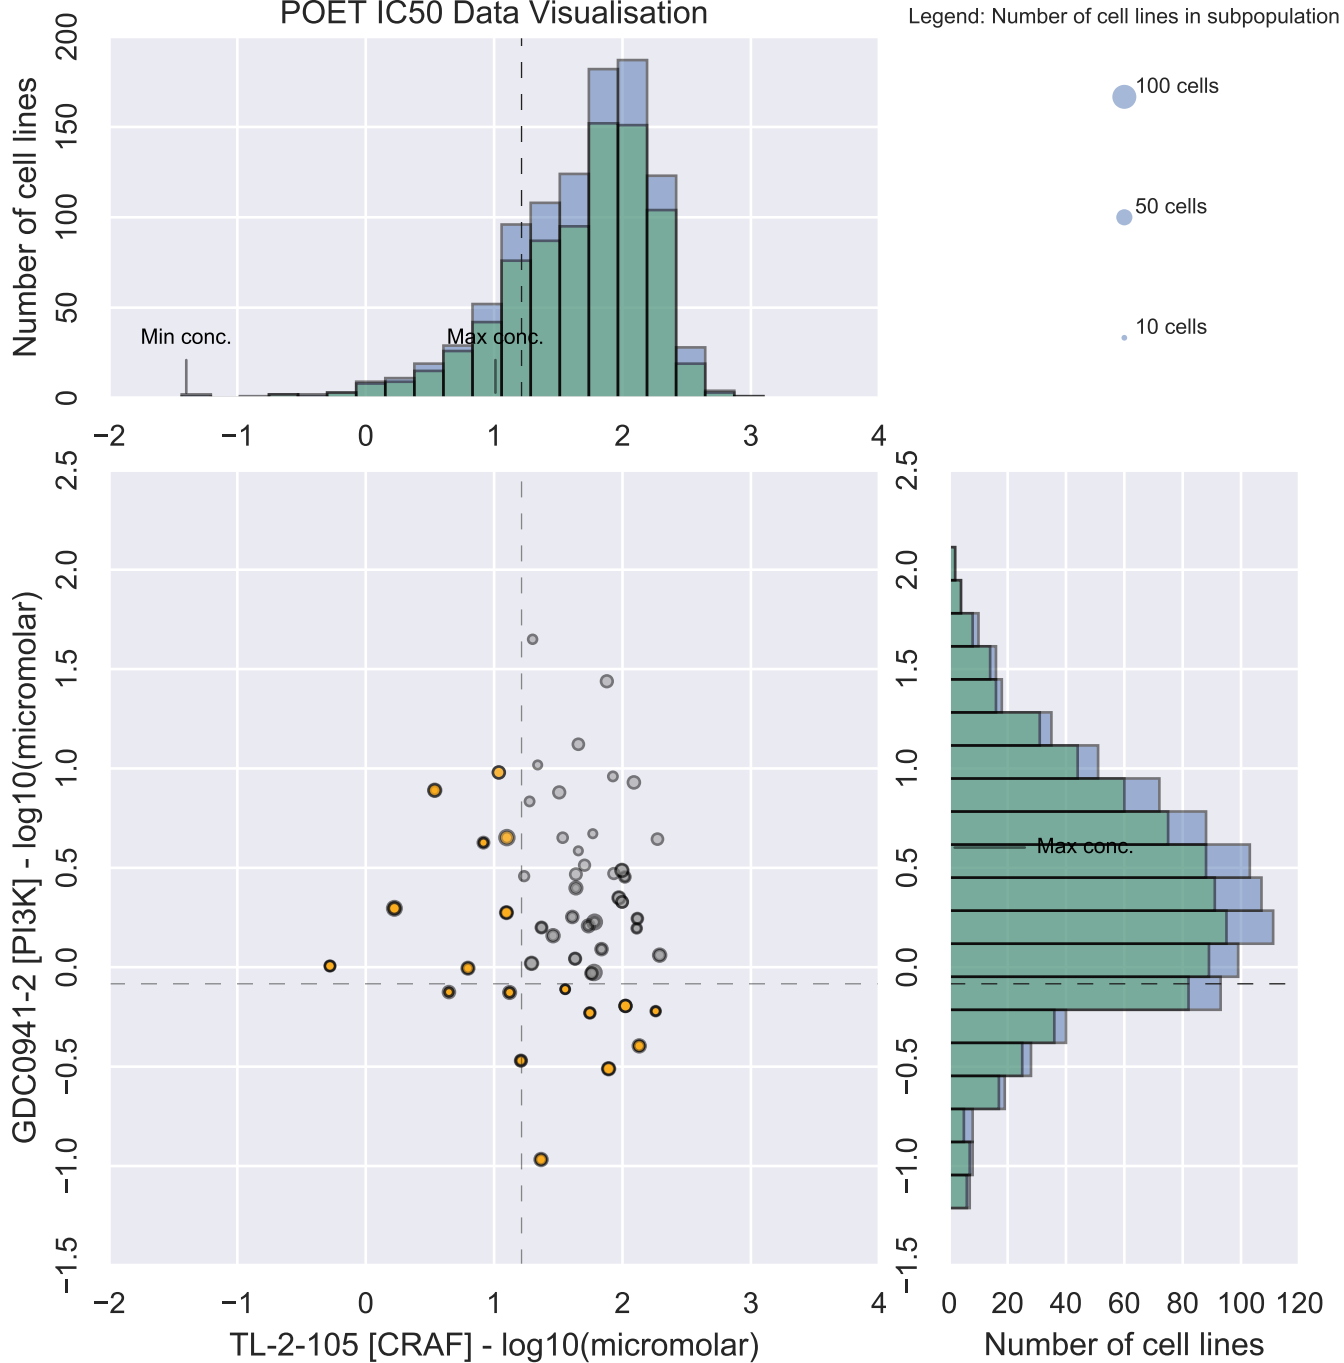 POET IC50 Data Visualisation
Legend: Number of cell lines in subpopulation
100 cells
50 cells
10 cells
Number of cell lines
200
150
100
50
0
Min conc.
Max conc.
−2 −1 0 1 2 3 4
GDC0941-2 [PI3K] - log10(micromolar)
2.5
2.0
1.5
1.0
0.5
0.0
−0.5
−1.0
−1.5
−2 −1 0 1 2 3 4
TL-2-105 [CRAF] - log10(micromolar)
2.5
2.0
1.5
1.0
0.5
0.0
−0.5
−1.0
−1.5
Max conc.
0 20 40 60 80 100 120
Number of cell lines